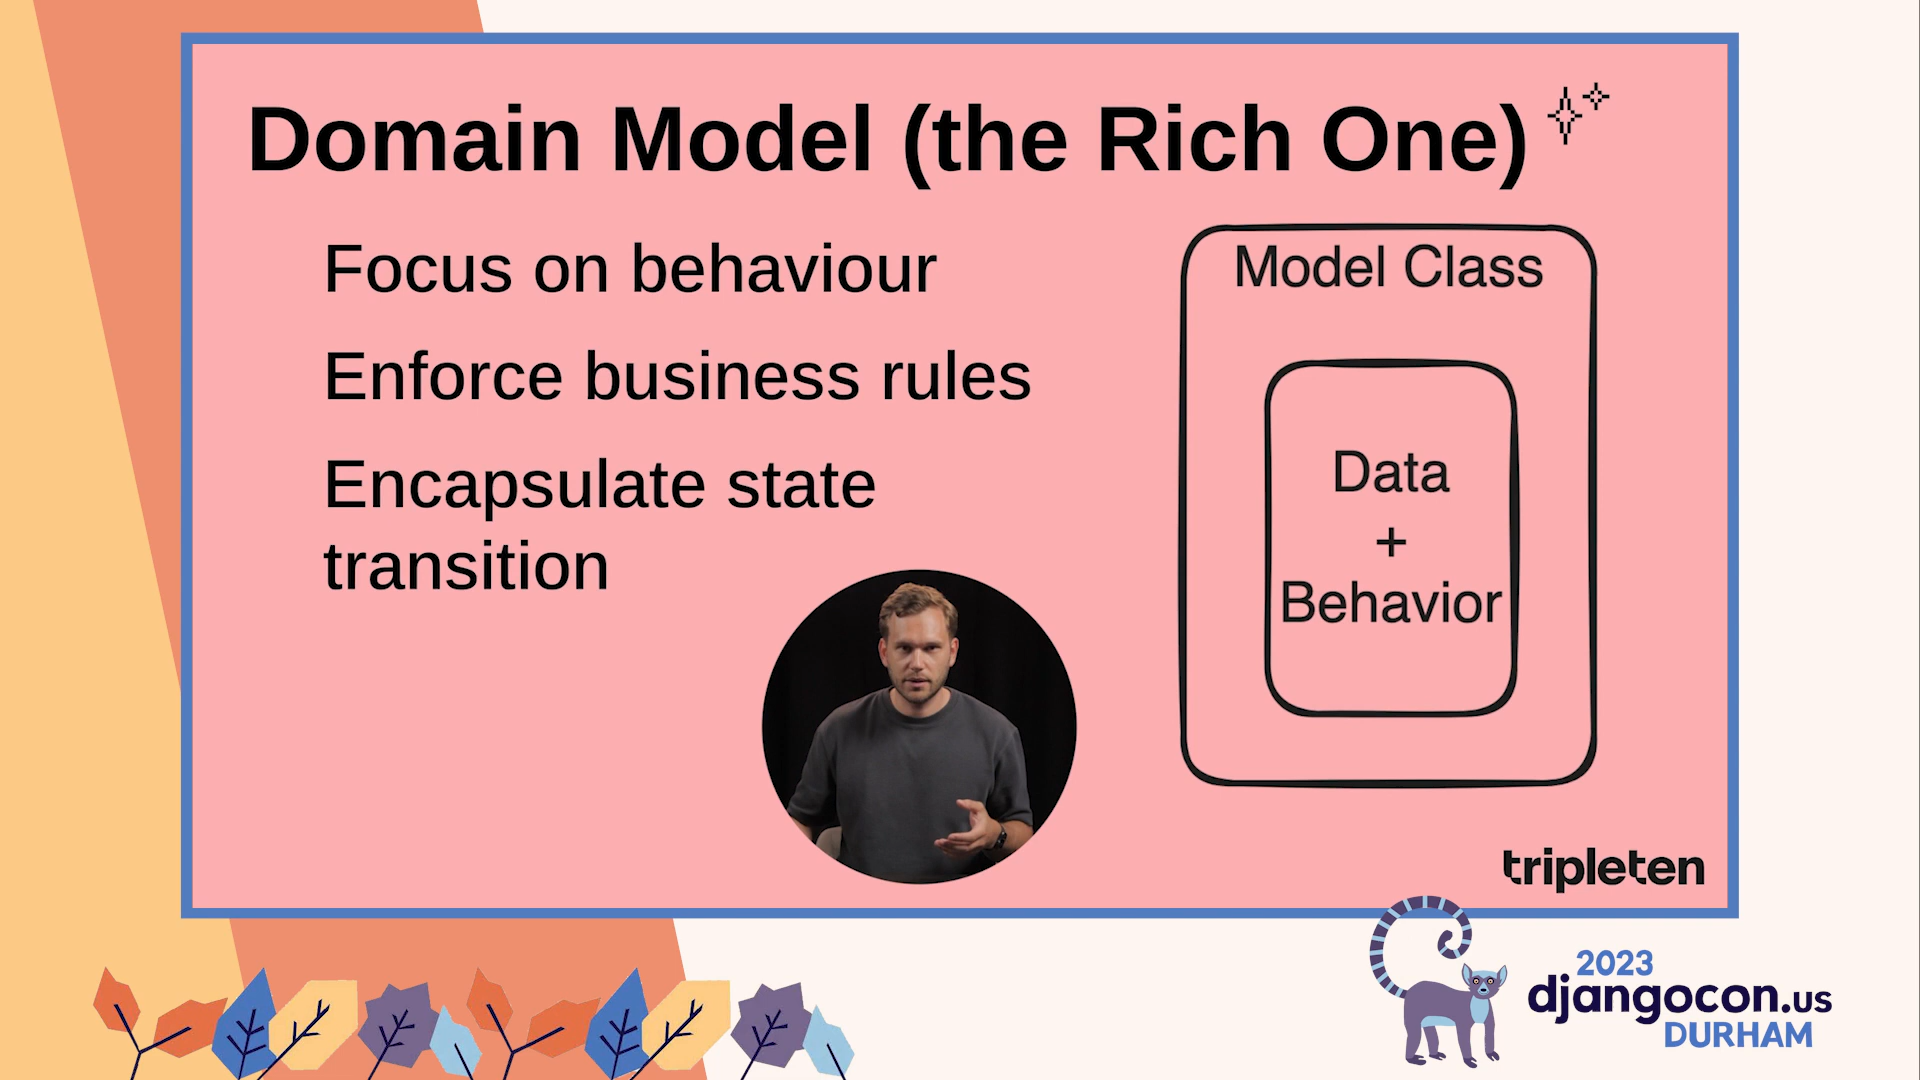 Domain Model (the Rich One)
Focus on behaviour
Enforce business rules
Encapsulate state
transition
Model Class
Data
+
Behavior
tripleten
2023
djangocon.us
DURHAM